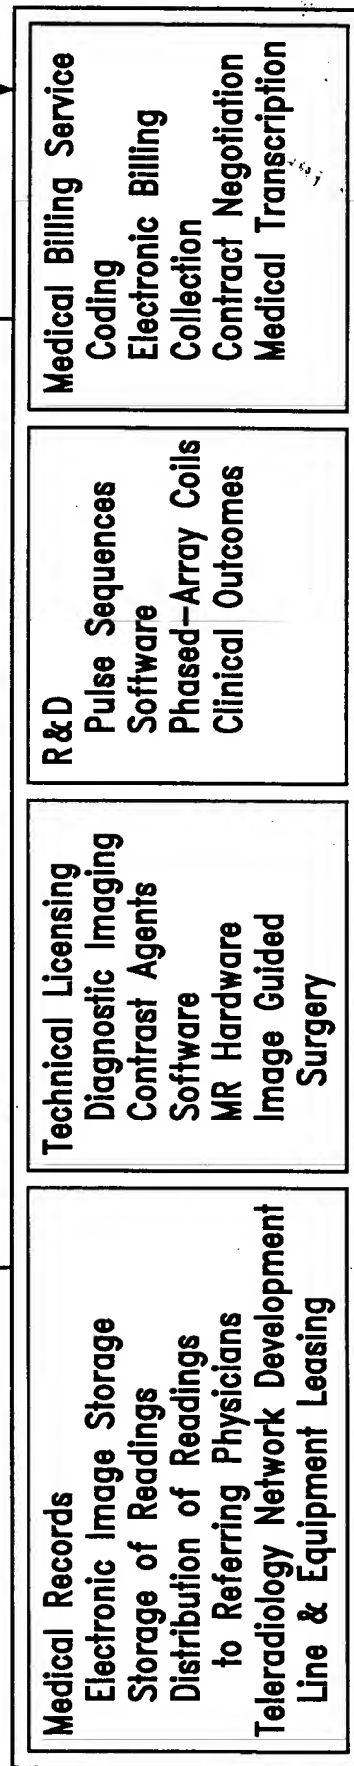 Medical Records
Electronic Image Storage
Storage of Readings
Distribution of Readings
to Referring Physicians
Teleradiology Network Development
Line & Equipment Leasing
Technical Licensing
Diagnostic Imaging
Contrast Agents
Software
MR Hardware
Image Guided
Surgery
R&D
Pulse Sequences
Software
Phased-Array Coils
Clinical Outcomes
Medical Billing Service
Coding
Electronic Billing
Collection
Contract Negotiation
Medical Transcription